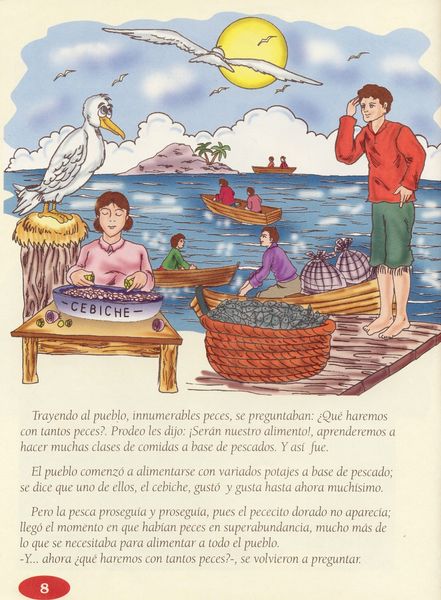 - CEBICHE -
Trayendo al pueblo, innumerables peces, se preguntaban: ¿Qué haremos
con tantos peces?. Prodeo les dijo: ¡Serán nuestro alimento!, aprenderemos a
hacer muchas clases de comidas a base de pescados. Y así fue.
El pueblo comenzó a alimentarse con variados potajes a base de pescado;
se dice que uno de ellos, el cebiche, gustó y gusta hasta ahora muchísimo.
Pero la pesca proseguía y proseguía, pues el pececito dorado no aparecía;
llegó el momento en que habían peces en superabundancia, mucho más de
lo que se necesitaba para alimentar a todo el pueblo.
-Y... ahora ¿qué haremos con tantos peces?-, se volvieron a preguntar.
8